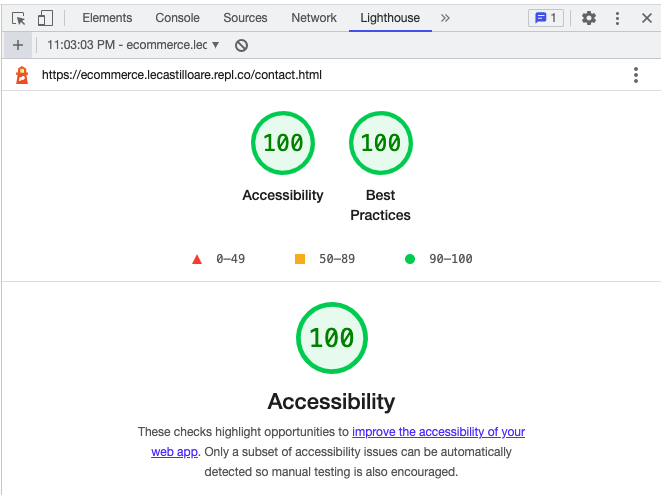 Elements Console Sources Network Lighthouse » 1
+ 11:03:03 PM - ecommerce.lec
https://ecommerce.lecastilloare.repl.co/contact.html
100 100
Accessibility Best
Practices
0–49 50–89 90–100
100
Accessibility
These checks highlight opportunities to improve the accessibility of your
web app. Only a subset of accessibility issues can be automatically
detected so manual testing is also encouraged.